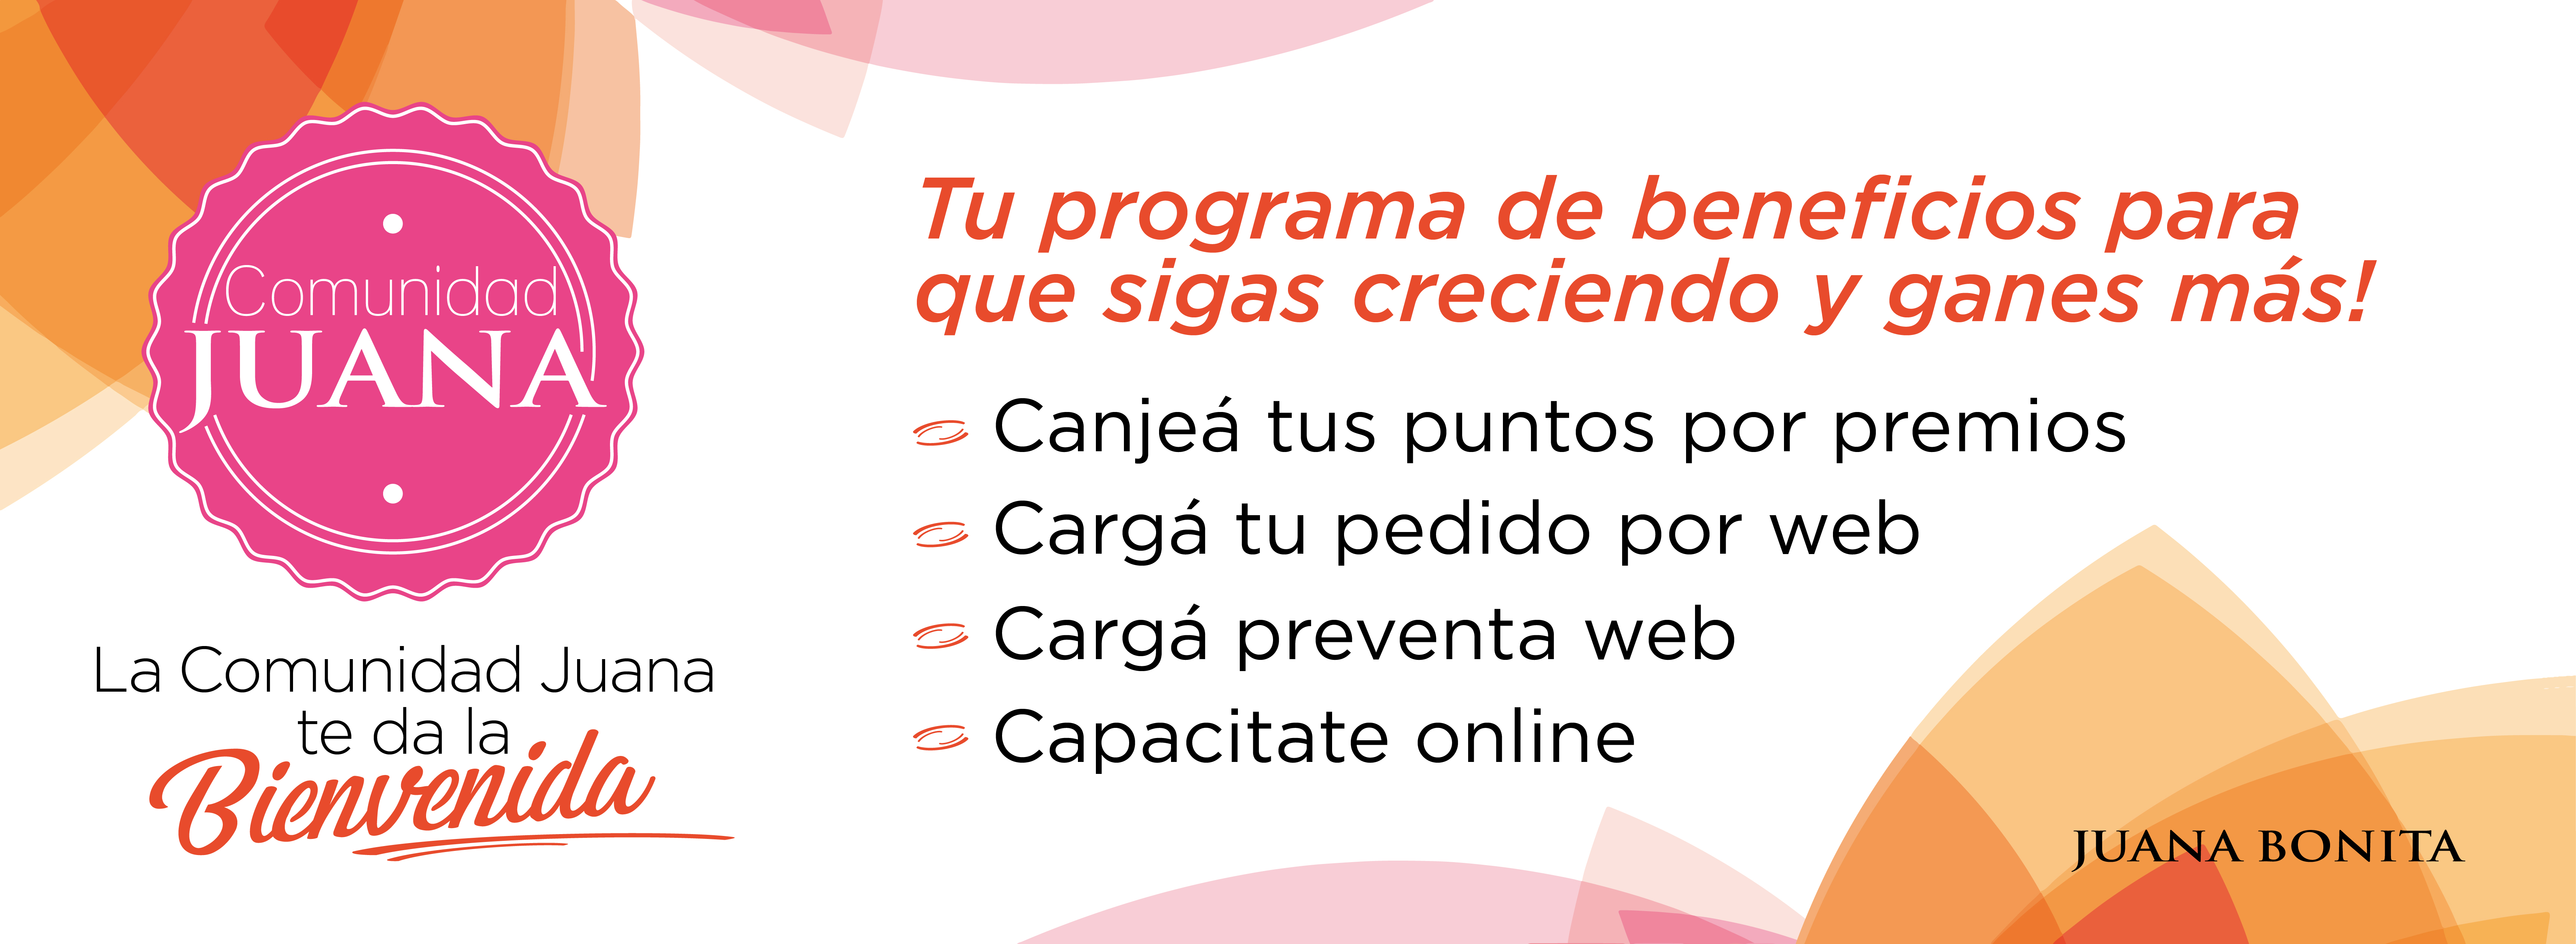 Comunidad
JUANA
La Comunidad Juana
te da la
Bienvenida
Tu programa de beneficios para
que sigas creciendo y ganes más!
Canjeá tus puntos por premios
Cargá tu pedido por web
Cargá preventa web
Capacitate online
JUANA BONITA